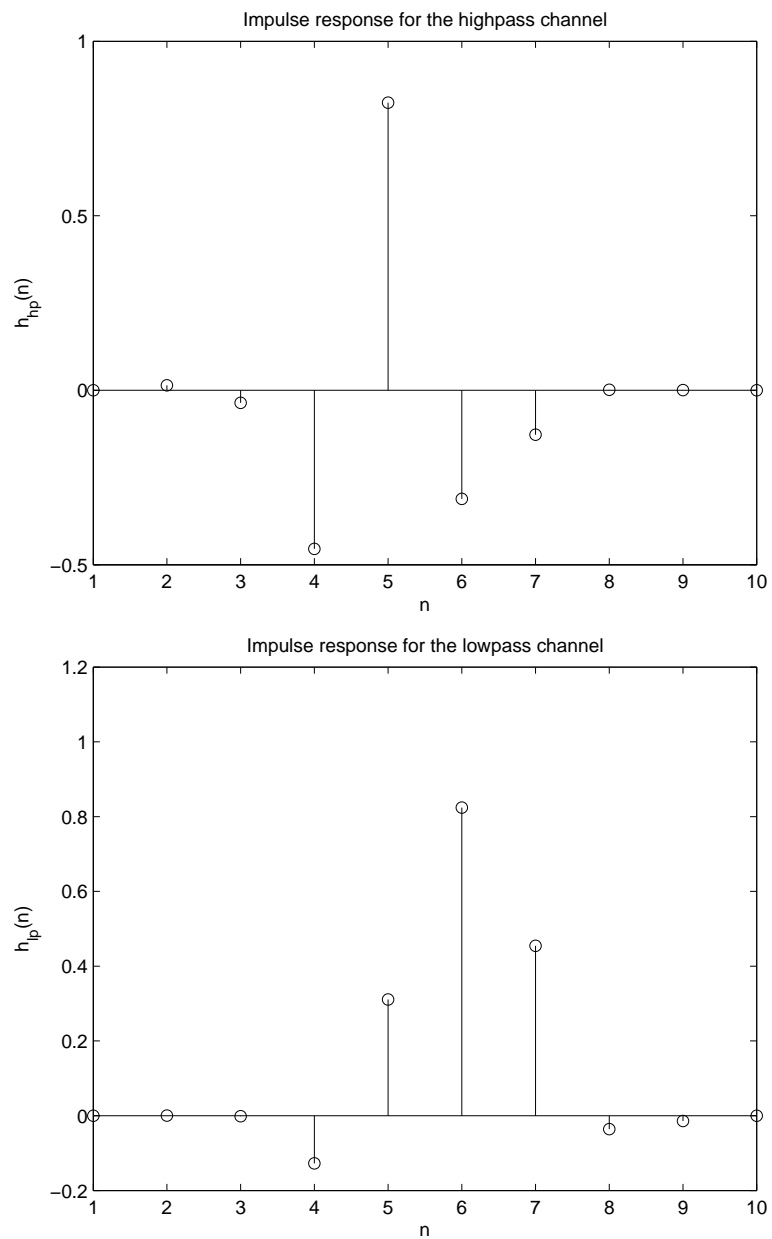 Impulse response for the highpass channel
1
0.5
0
−0.5
h_hp(n)
1 2 3 4 5 6 7 8 9 10
n
Impulse response for the lowpass channel
1.2
1
0.8
0.6
0.4
0.2
0
−0.2
h_lp(n)
1 2 3 4 5 6 7 8 9 10
n